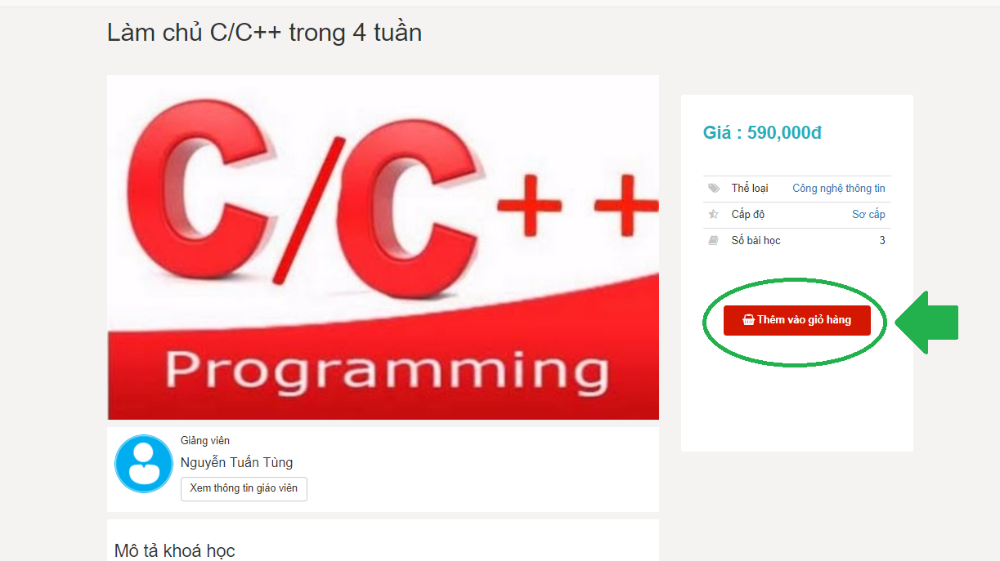 Làm chủ C/C++ trong 4 tuần
C/C++
Programming
Giá : 590,000đ
Thể loại Công nghệ thông tin
Cấp độ Sơ cấp
Số bài học 3
Thêm vào giỏ hàng
Giảng viên
Nguyễn Tuấn Tùng
Xem thông tin giáo viên
Mô tả khoá học